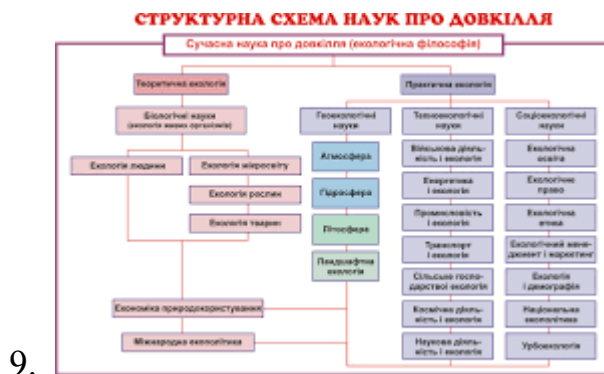 СТРУКТУРНА СХЕМА НАУК ПРО ДОВКІЛЛЯ
Сучасна наука про довкілля (екологічна філософія)
Теоретична екологія
Практична екологія
Біологічні науки
(екологія живих організмів)
Геоекологічні
науки
Техноекологічні
науки
Соціоекологічні
науки
Екологія людини
Екологія мікросвіту
Екологія рослин
Екологія тварин
Атмосфера
Гідросфера
Літосфера
Ландшафтна
екологія
Військова діяль-
ність і екологія
Енергетика
і екологія
Промисловість
і екологія
Транспорт
і екологія
Сільське госпо-
дарство і екологія
Космічна діяль-
ність і екологія
Наукова діяль-
ність і екологія
Екологічна
освіта
Екологічне
право
Екологічна
етика
Екологічний мене-
джмент і маркетинг
Екологія
і демографія
Національна
екополітика
Урбоекологія
Економіка природокористування
Міжнародна екополітика
9.